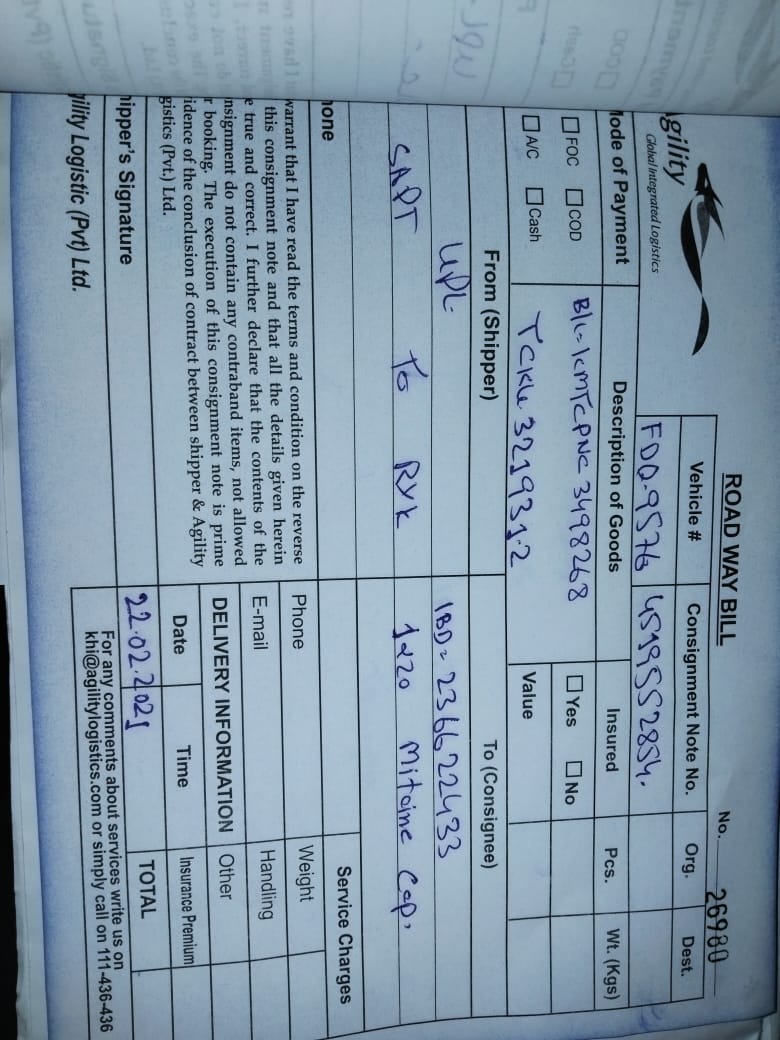 ROAD WAY BILL
No. 26980
gility
Global Integrated Logistics
Vehicle #
Consignment Note No.
Org.
Dest.
FDQ-9576
4519552854.
lode of Payment
Description of Goods
Insured
Pcs.
Wt. (Kgs)
FOC
COD
B/L- KMTCPNC 3498268
Yes
No
A/C
Cash
TCKU 3219312
Value
From (Shipper)
To (Consignee)
UPL
IBD= 236622433
SAPT To RYK
1x20 Mitaine Cap.
hone
Service Charges
warrant that I have read the terms and condition on the reverse
this consignment note and that all the details given herein
e true and correct. I further declare that the contents of the
nsignment do not contain any contraband items, not allowed
r booking. The execution of this consignment note is prime
idence of the conclusion of contract between shipper & Agility
gistics (Pvt.) Ltd.
Phone
Weight
E-mail
Handling
DELIVERY INFORMATION
Other
Date
Time
Insurance Premium
22.02.2021
TOTAL
hipper's Signature
gility Logistic (Pvt) Ltd.
For any comments about services write us on
khi@agilitylogistics.com or simply call on 111-436-436